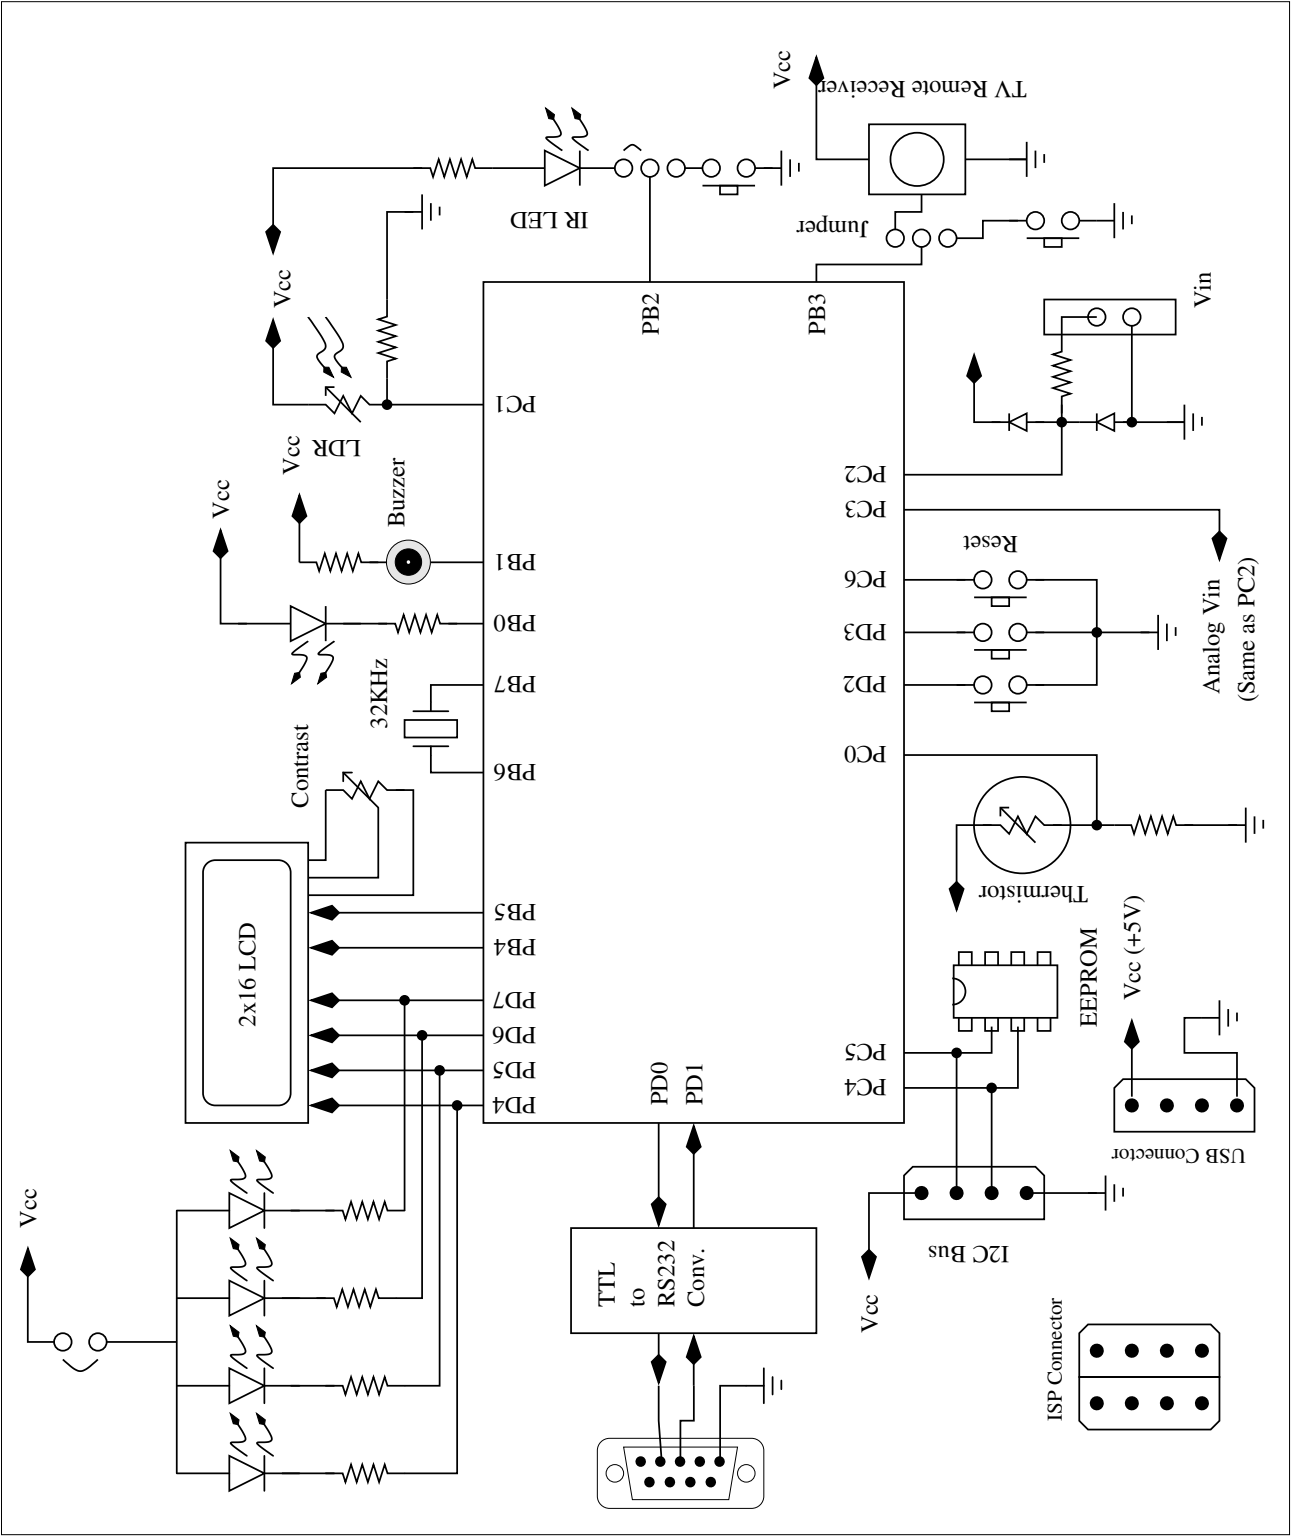 Vcc
TV Remote Receiver
IR LED
Jumper
Vcc
PB2
PB3
Vin
PC1
LDR
Vcc
Vcc
Buzzer
PC2
PC3
Reset
PB1
PC6
Analog Vin
(Same as PC2)
PB0
PD3
32KHz
PB7
PD2
Contrast
PB6
PC0
Thermistor
2x16 LCD
PB5
PB4
EEPROM
Vcc (+5V)
PD7
PD6
PD5
PD4
PD0
PD1
PC5
PC4
USB Connector
Vcc
I2C Bus
TTL
to
RS232
Conv.
Vcc
ISP Connector